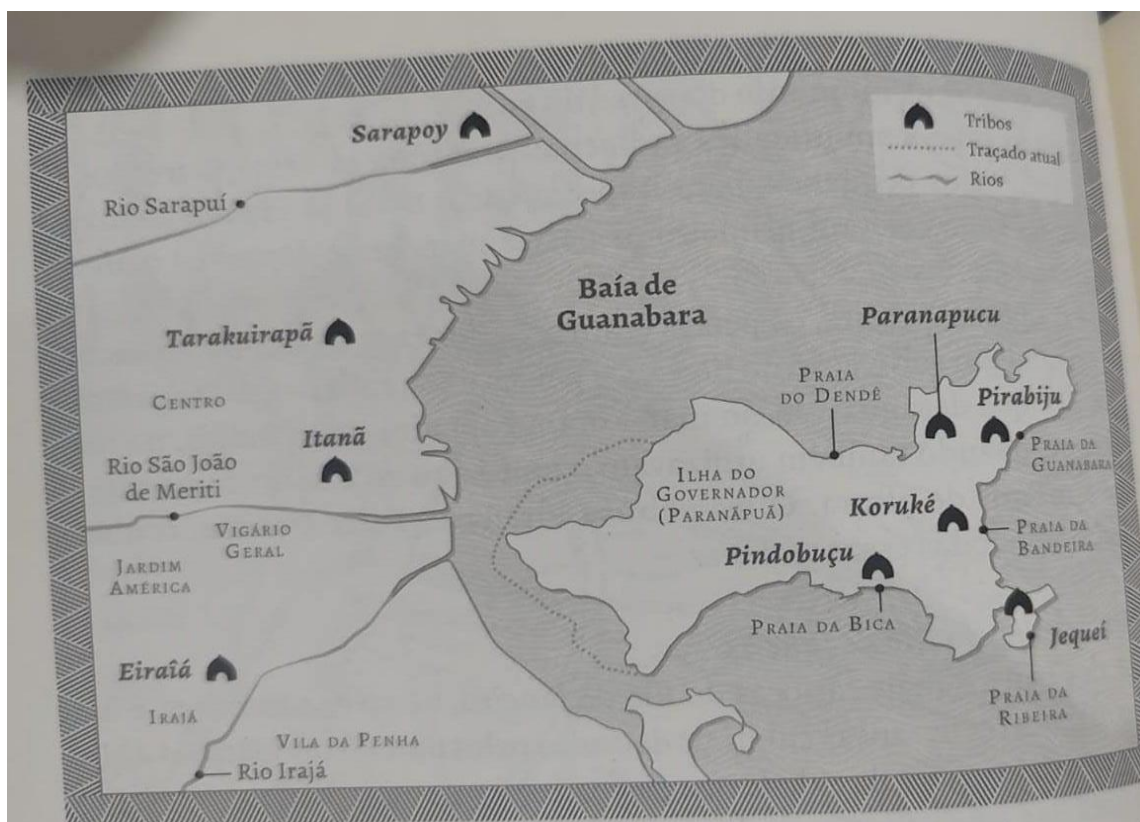 Sarapoy
Tribos
Traçado atual
Rios
Rio Sarapuí
Baía de
Guanabara
Tarakuirapã
Paranapucu
Centro
Praia
do Dendê
Pirabiju
Itanã
Praia da
Guanabara
Rio São João
de Meriti
Ilha do
Governador
(Paranãpuã)
Koruké
Vigário
Geral
Praia da
Bandeira
Jardim
América
Pindobuçu
Praia da Bica
Jequeí
Eiraîá
Praia da
Ribeira
Irajá
Vila da Penha
Rio Irajá